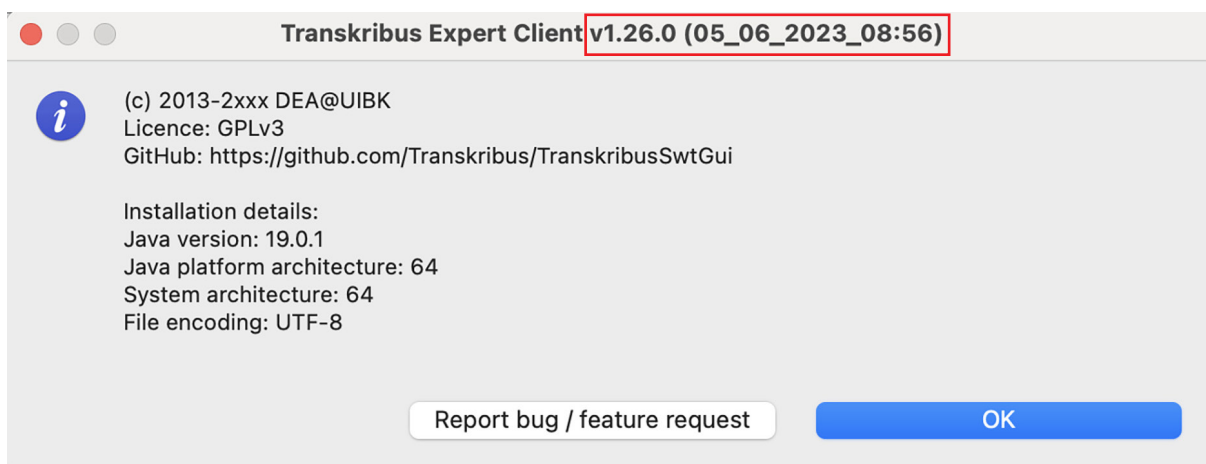 Transkribus Expert Client v1.26.0 (05_06_2023_08:56)
(c) 2013-2xxx DEA@UIBK
Licence: GPLv3
GitHub: https://github.com/Transkribus/TranskribusSwtGui
Installation details:
Java version: 19.0.1
Java platform architecture: 64
System architecture: 64
File encoding: UTF-8
Report bug / feature request
OK